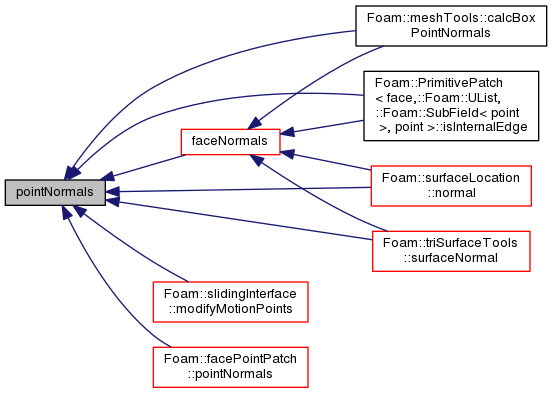 Foam::meshTools::calcBox
PointNormals
Foam::PrimitivePatch
< face,::Foam::UList,
::Foam::SubField< point
>, point >::isInternalEdge
faceNormals
Foam::surfaceLocation
::normal
pointNormals
Foam::triSurfaceTools
::surfaceNormal
Foam::slidingInterface
::modifyMotionPoints
Foam::facePointPatch
::pointNormals